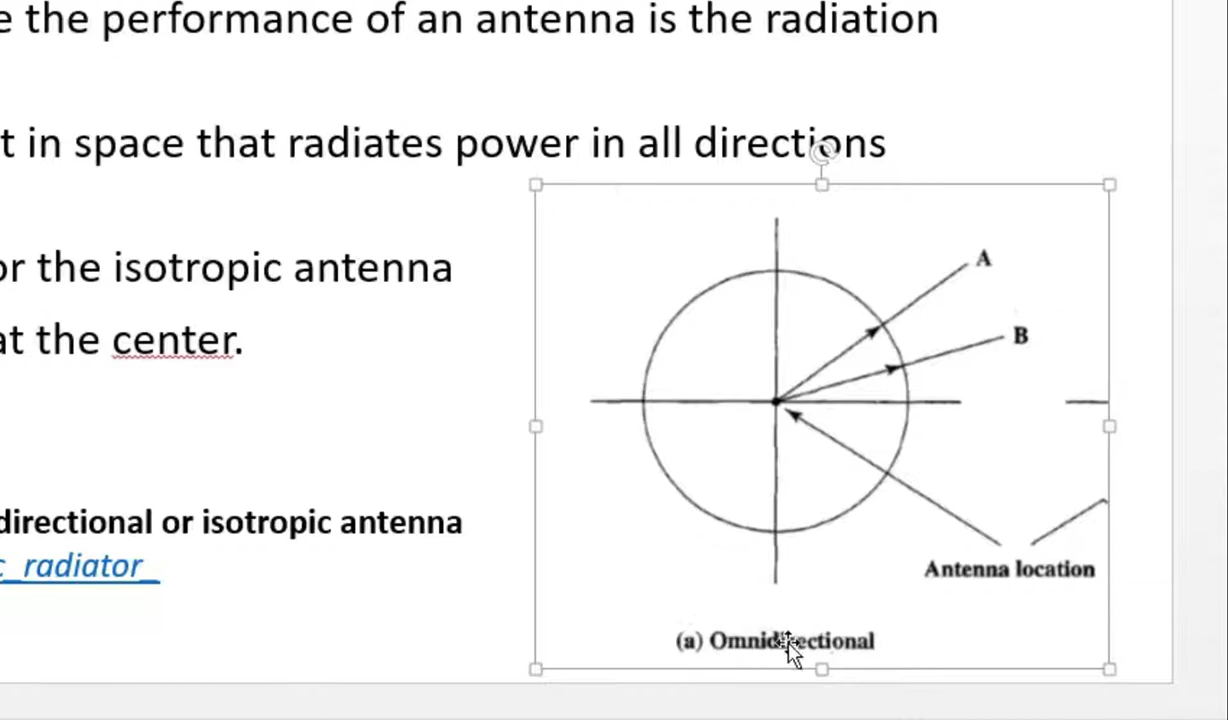 e the performance of an antenna is the radiation
t in space that radiates power in all directions
or the isotropic antenna
at the center.
directional or isotropic antenna
c_radiator_
A
B
Antenna location
(a) Omnidirectional